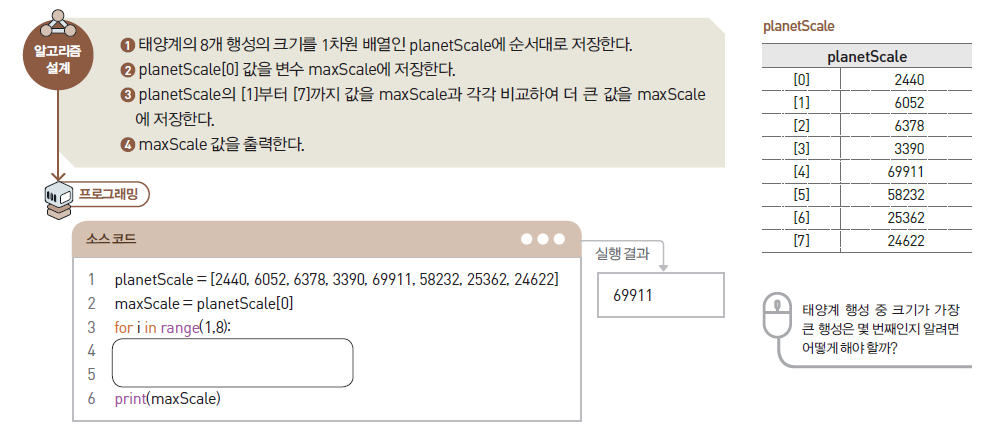 알고리즘
설계
❶ 태양계의 8개 행성의 크기를 1차원 배열인 planetScale에 순서대로 저장한다.
❷ planetScale[0] 값을 변수 maxScale에 저장한다.
❸ planetScale의 [1]부터 [7]까지 값을 maxScale과 각각 비교하여 더 큰 값을 maxScale
에 저장한다.
❹ maxScale 값을 출력한다.
프로그래밍
소스 코드
1 planetScale = [2440, 6052, 6378, 3390, 69911, 58232, 25362, 24622]
2 maxScale = planetScale[0]
3 for i in range(1,8):
4
5
6 print(maxScale)
실행 결과
69911
planetScale
planetScale
[0] 2440
[1] 6052
[2] 6378
[3] 3390
[4] 69911
[5] 58232
[6] 25362
[7] 24622
태양계 행성 중 크기가 가장
큰 행성은 몇 번째인지 알려면
어떻게 해야 할까?